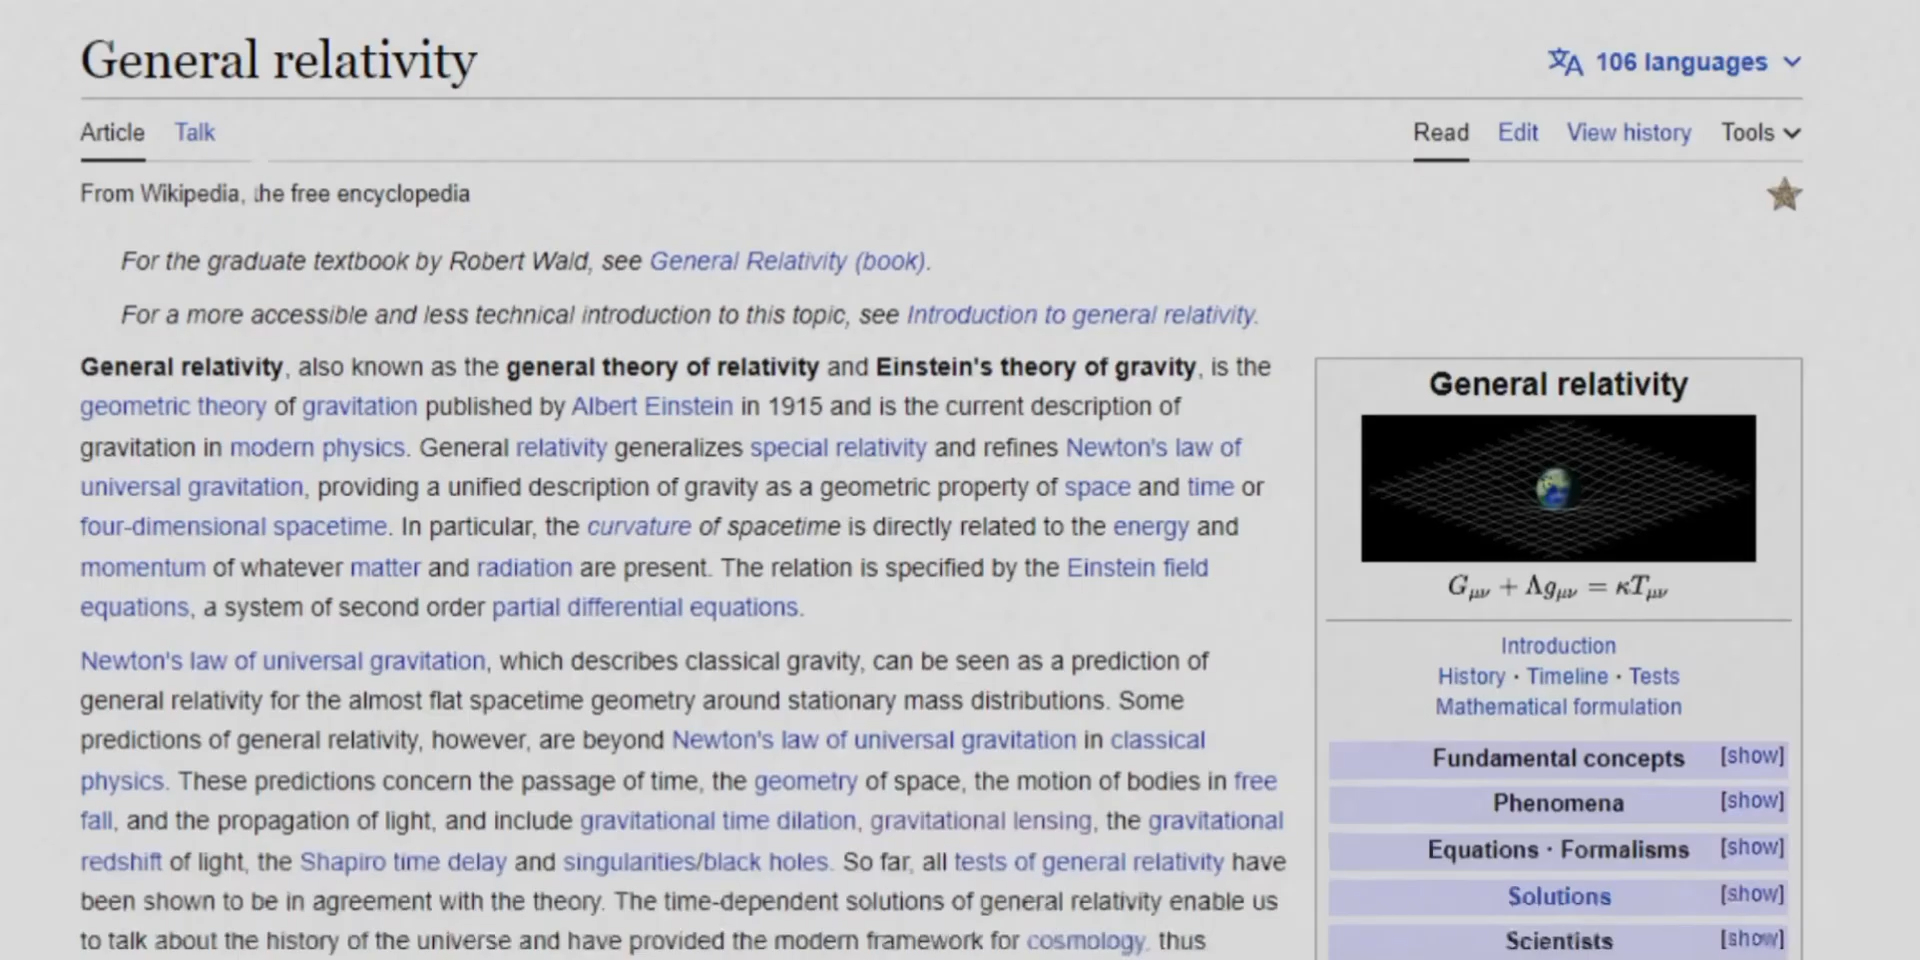 General relativity
106 languages
Article Talk
Read Edit View history Tools
From Wikipedia, the free encyclopedia
For the graduate textbook by Robert Wald, see General Relativity (book).
For a more accessible and less technical introduction to this topic, see Introduction to general relativity.
General relativity, also known as the general theory of relativity and Einstein's theory of gravity, is the
geometric theory of gravitation published by Albert Einstein in 1915 and is the current description of
gravitation in modern physics. General relativity generalizes special relativity and refines Newton's law of
universal gravitation, providing a unified description of gravity as a geometric property of space and time or
four-dimensional spacetime. In particular, the curvature of spacetime is directly related to the energy and
momentum of whatever matter and radiation are present. The relation is specified by the Einstein field
equations, a system of second order partial differential equations.
Newton's law of universal gravitation, which describes classical gravity, can be seen as a prediction of
general relativity for the almost flat spacetime geometry around stationary mass distributions. Some
predictions of general relativity, however, are beyond Newton's law of universal gravitation in classical
physics. These predictions concern the passage of time, the geometry of space, the motion of bodies in free
fall, and the propagation of light, and include gravitational time dilation, gravitational lensing, the gravitational
redshift of light, the Shapiro time delay and singularities/black holes. So far, all tests of general relativity have
been shown to be in agreement with the theory. The time-dependent solutions of general relativity enable us
to talk about the history of the universe and have provided the modern framework for cosmology, thus
General relativity
Gμν + Λgμν = κTμν
Introduction
History · Timeline · Tests
Mathematical formulation
Fundamental concepts [show]
Phenomena [show]
Equations · Formalisms [show]
Solutions [show]
Scientists [show]